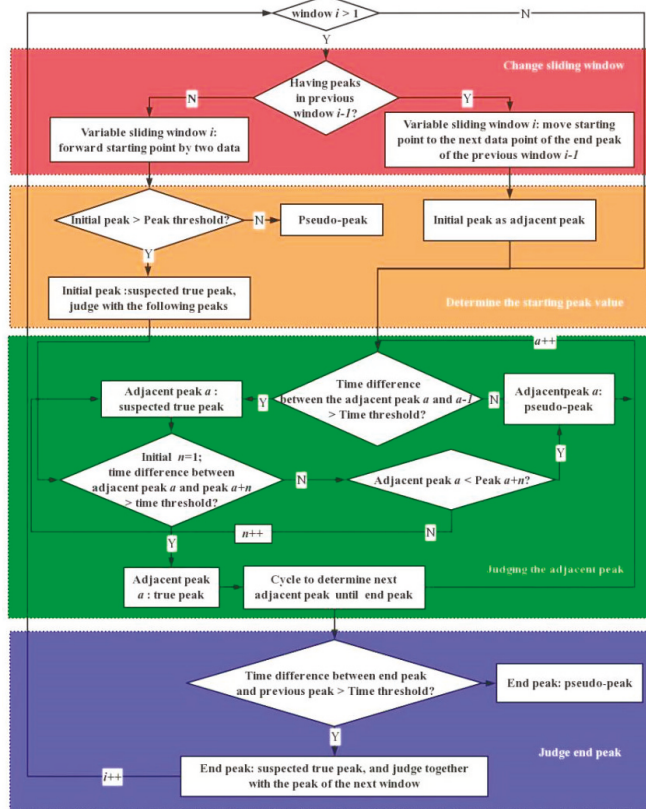 window i > 1
N
Y
Change sliding window
Having peaks
in previous
window i-1?
N
Y
Variable sliding window i:
forward starting point by two data
Variable sliding window i: move starting
point to the next data point of the end peak
of the previous window i-1
Initial peak > Peak threshold?
N
Pseudo-peak
Initial peak as adjacent peak
Y
Initial peak :suspected true peak,
judge with the following peaks
Determine the starting peak value
a++
Time difference
between the adjacent peak a and a-1
> Time threshold?
Y
N
Adjacent peak a :
suspected true peak
Adjacentpeak a:
pseudo-peak
Initial n=1;
time difference between
adjacent peak a and peak a+n
> time threshold?
N
Adjacent peak a < Peak a+n?
Y
N
n++
Y
Adjacent peak
a : true peak
Cycle to determine next
adjacent peak until end peak
Judging the adjacent peak
Time difference between end peak
and previous peak > Time threshold?
End peak: pseudo-peak
Y
Judge end peak
End peak: suspected true peak, and judge together
with the peak of the next window
i++